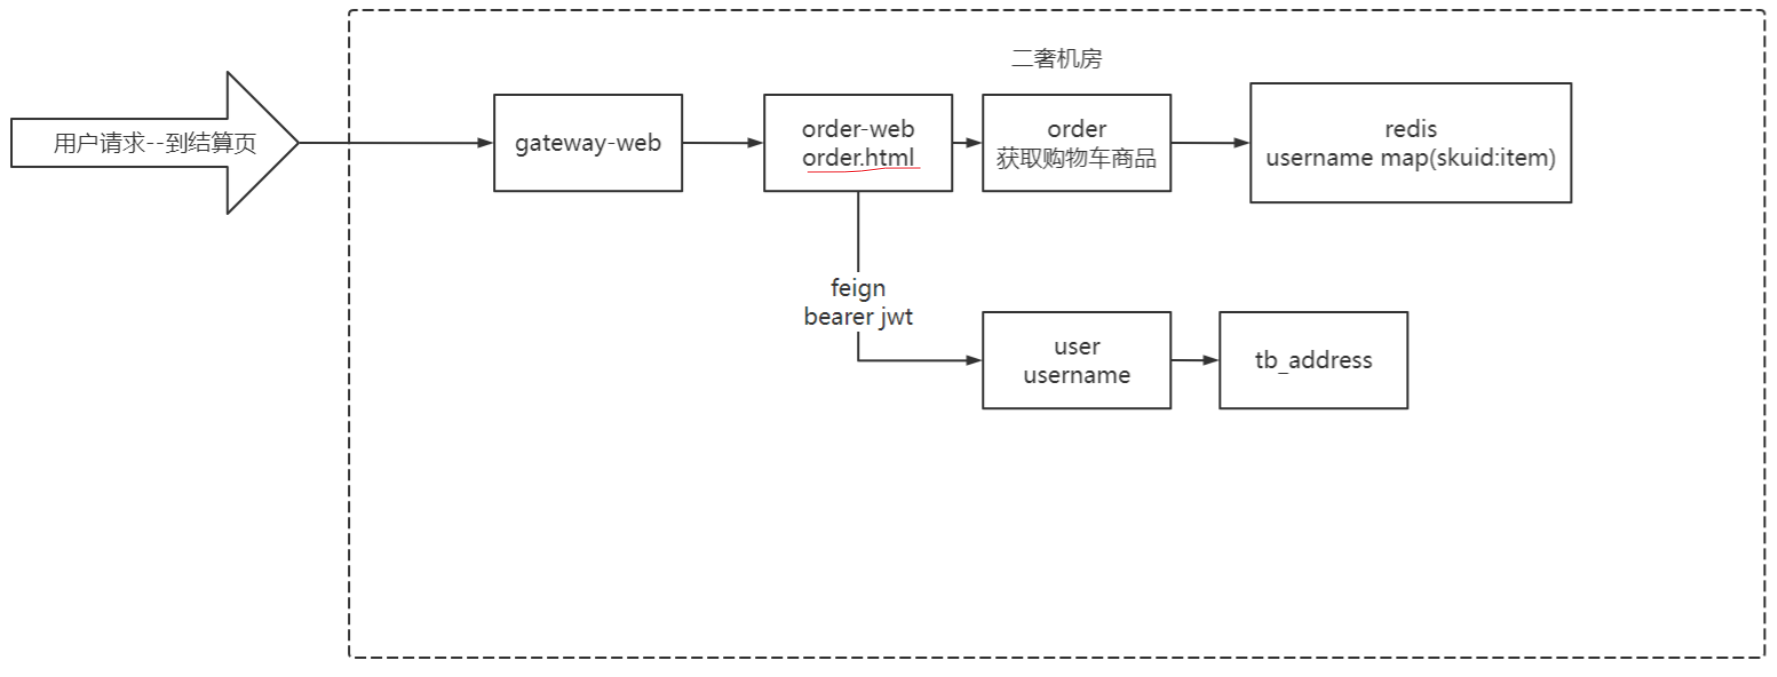 二奢机房
用户请求--到结算页
gateway-web
order-web
order.html
order
获取购物车商品
redis
username map(skuid:item)
feign
bearer jwt
user
username
tb_address